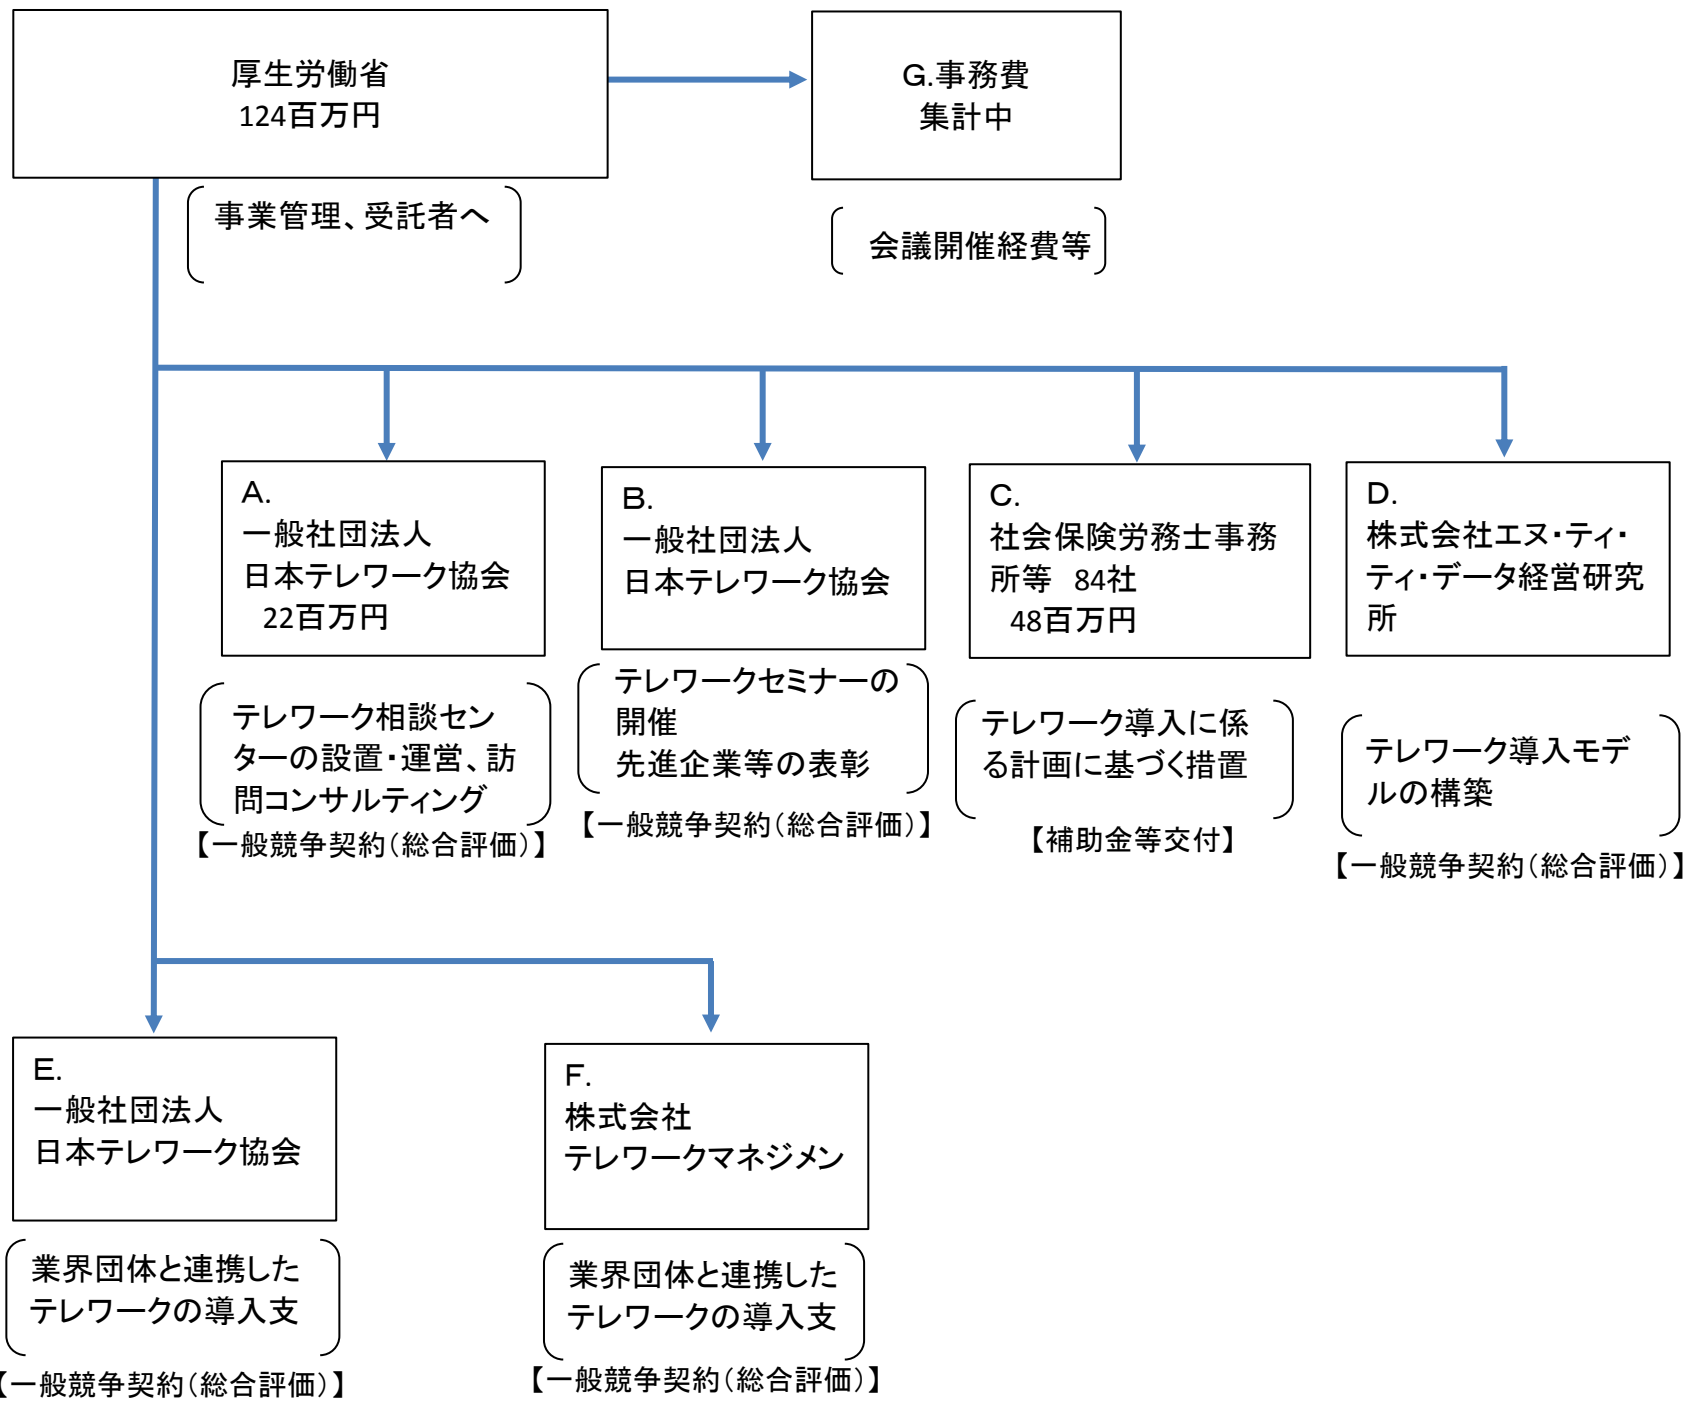 厚生労働省
124百万円
G.事務費
集計中
事業管理、受託者へ
会議開催経費等
A.
一般社団法人
日本テレワーク協会
22百万円
B.
一般社団法人
日本テレワーク協会
C.
社会保険労務士事務
所等 84社
48百万円
D.
株式会社エヌ・ティ・
ティ・データ経営研究
所
テレワーク相談セン
ターの設置・運営、訪
問コンサルティング
【一般競争契約(総合評価)】
テレワークセミナーの
開催
先進企業等の表彰
【一般競争契約(総合評価)】
テレワーク導入に係
る計画に基づく措置
【補助金等交付】
テレワーク導入モデ
ルの構築
【一般競争契約(総合評価)】
E.
一般社団法人
日本テレワーク協会
F.
株式会社
テレワークマネジメン
業界団体と連携した
テレワークの導入支
【一般競争契約(総合評価)】
業界団体と連携した
テレワークの導入支
【一般競争契約(総合評価)】